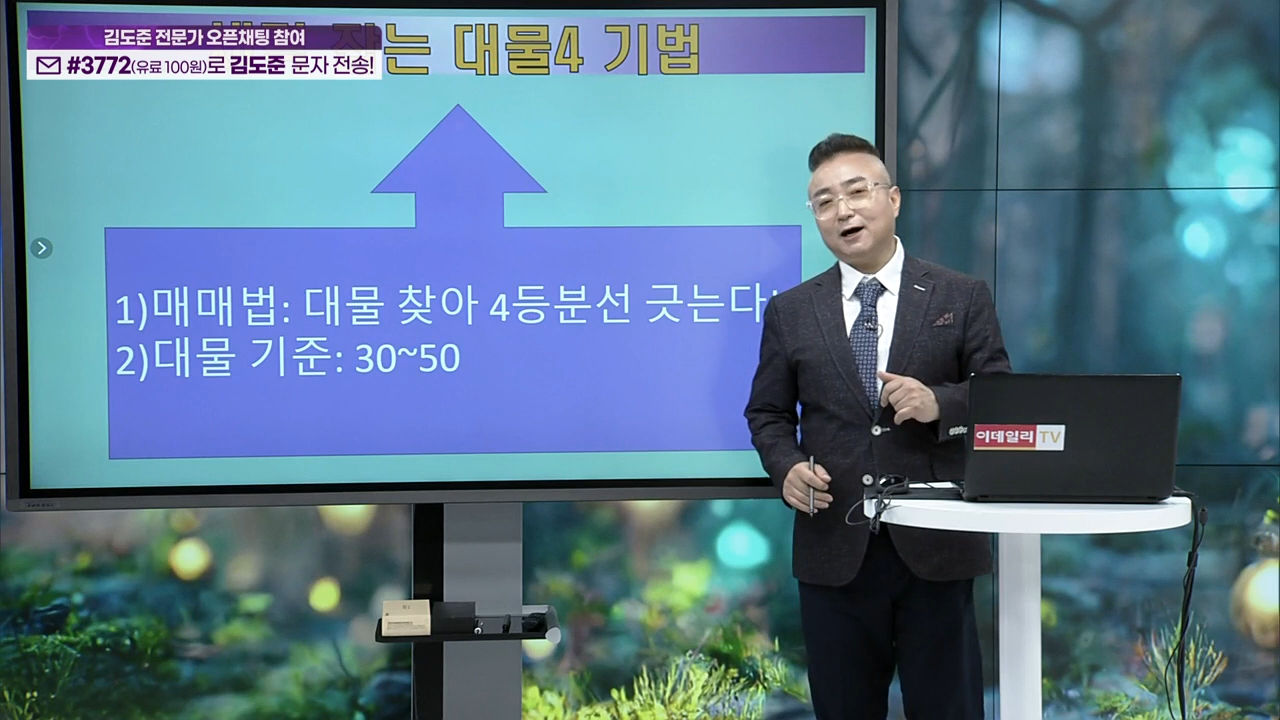 김도준 전문가 오픈채팅 참여
#3772(유료 100원)로 김도준 문자 전송!
는 대물4 기법
1)매매법: 대물 찾아 4등분선 긋는다
2)대물 기준: 30~50
이데일리 TV